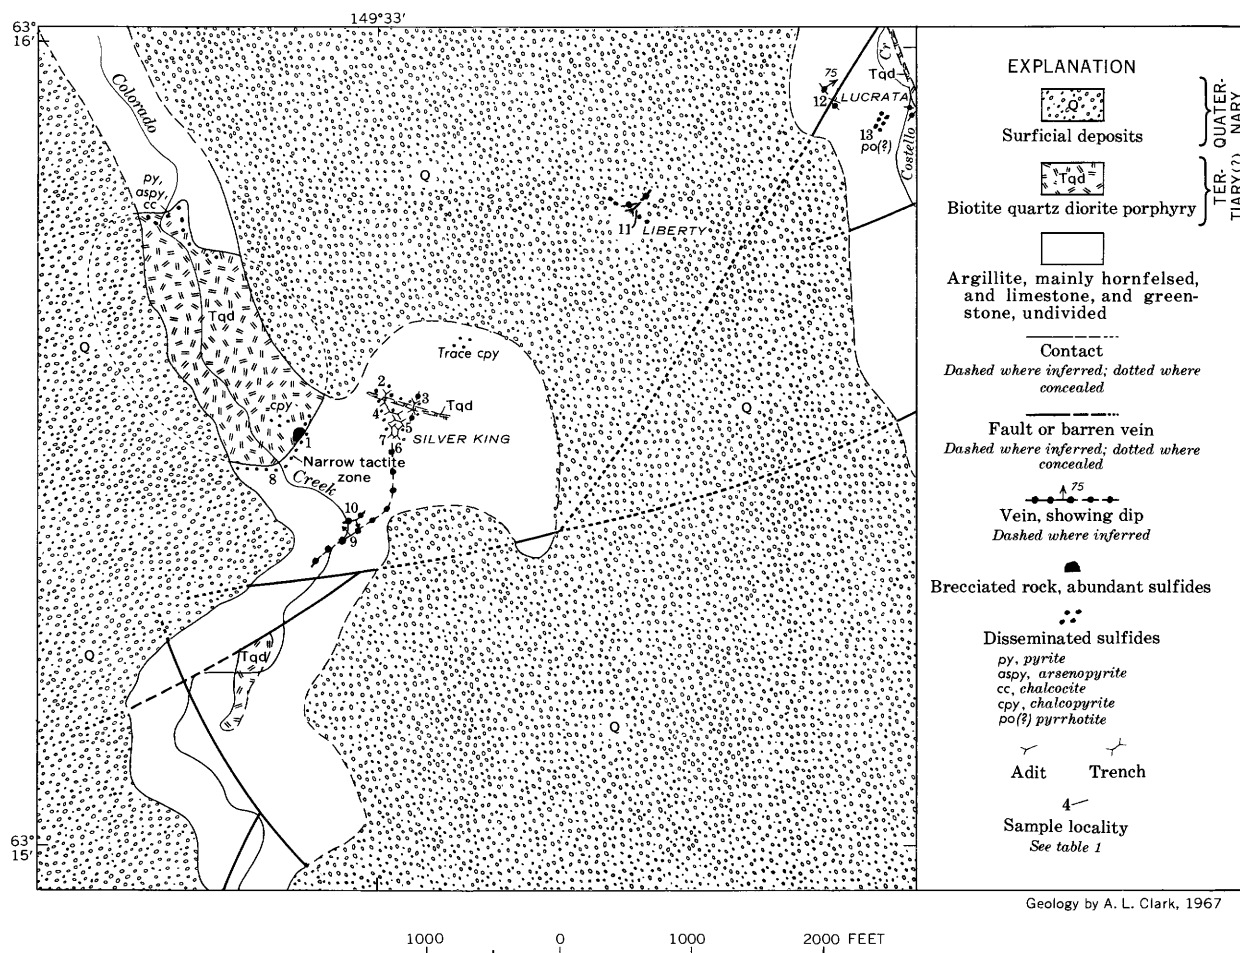 149°33′
63°
16′
Colorado
py,
aspy,
cc
Q
Q
Tqd
cpy
1
Narrow tactite
zone
8
Creek
Trace cpy
2
3
Tqd
4
5
7
SILVER KING
6
10
9
11
LIBERTY
75
12
LUCRATA
13
po(?)
Cr
Tqd
Costello
Q
Q
Tqd
Q
63°
15′
EXPLANATION
Q
Surficial deposits
QUATER-
NARY
Tqd
Biotite quartz diorite porphyry
TER-
TIARY(?)
Argillite, mainly hornfelsed,
and limestone, and green-
stone, undivided
Contact
Dashed where inferred; dotted where
concealed
Fault or barren vein
Dashed where inferred; dotted where
concealed
75
Vein, showing dip
Dashed where inferred
Brecciated rock, abundant sulfides
Disseminated sulfides
py, pyrite
aspy, arsenopyrite
cc, chalcocite
cpy, chalcopyrite
po(?) pyrrhotite
Adit Trench
4
Sample locality
See table 1
Geology by A. L. Clark, 1967
1000 0 1000 2000 FEET